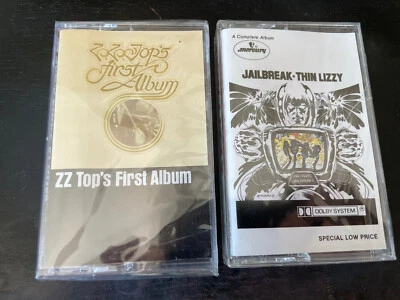 ZZ Top's
First
Album
ZZ Top's First Album
A Complete Album
mercury
JAILBREAK·THIN LIZZY
DOLBY SYSTEM
SPECIAL LOW PRICE